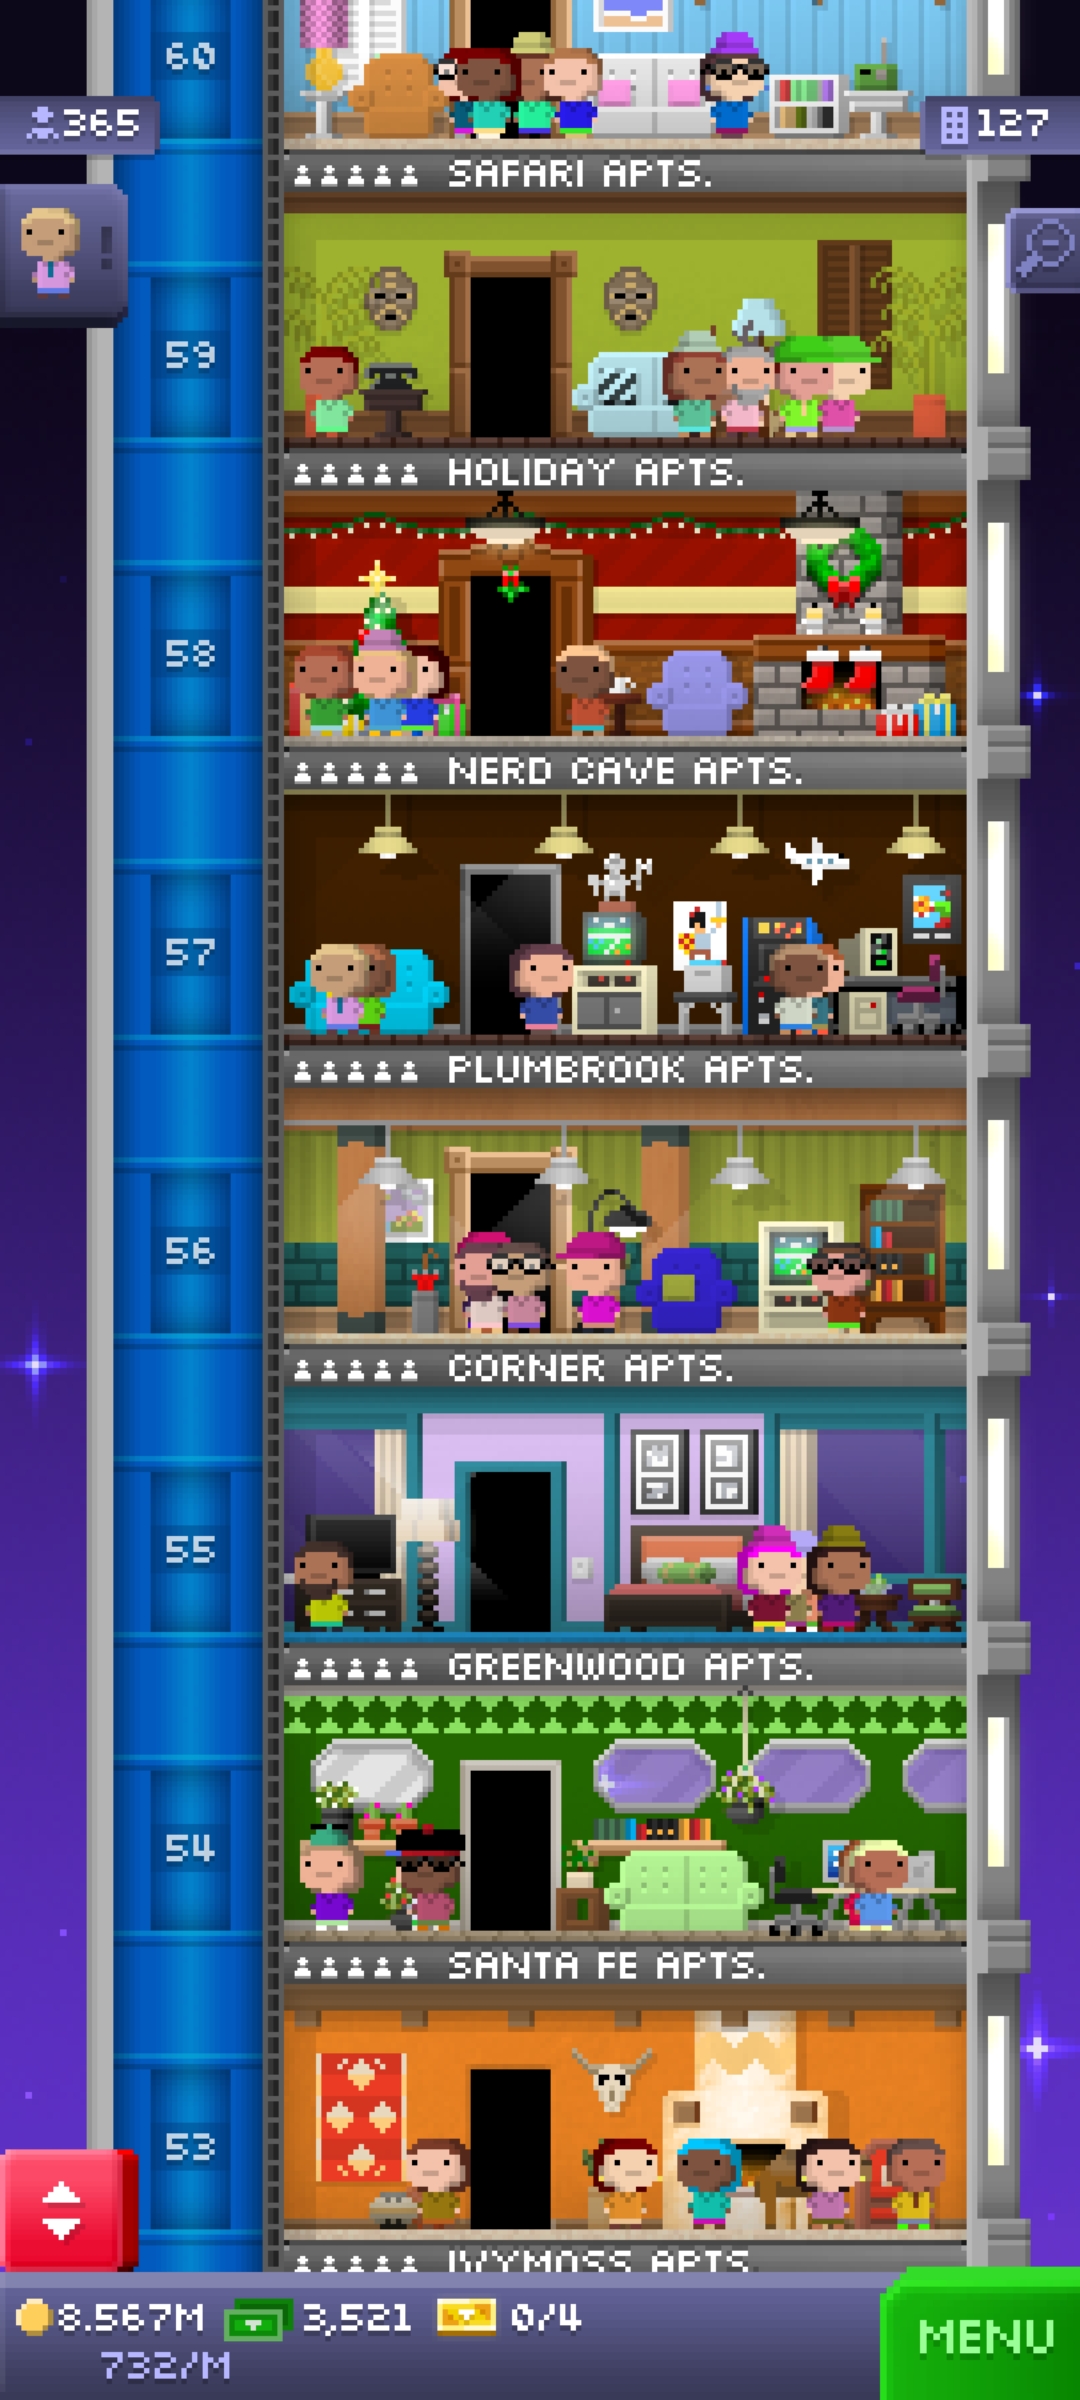 60
365
127
SAFARI APTS.
59
HOLIDAY APTS.
58
NERD CAVE APTS.
57
PLUMBROOK APTS.
56
CORNER APTS.
55
GREENWOOD APTS.
54
SANTA FE APTS.
53
IVYMOSS APTS.
8.567M 3,521 0/4
732/M
MENU